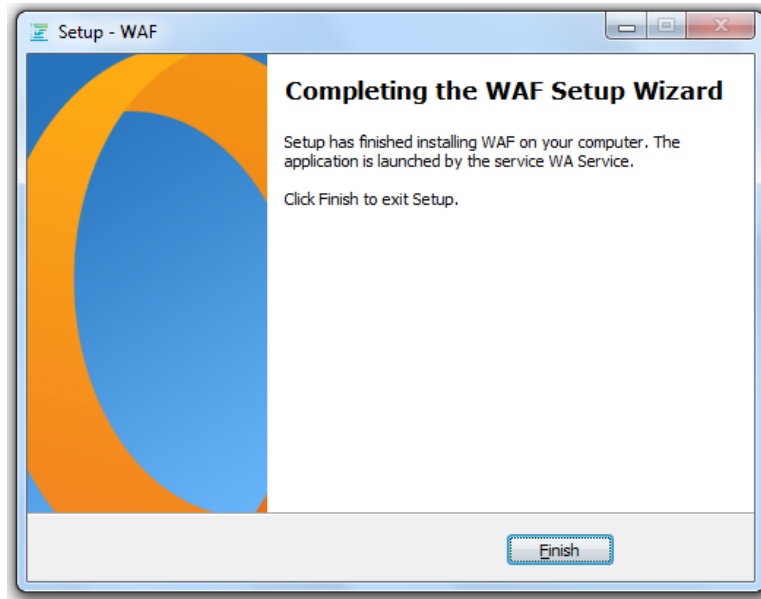 Setup - WAF
Completing the WAF Setup Wizard
Setup has finished installing WAF on your computer. The
application is launched by the service WA Service.
Click Finish to exit Setup.
Finish